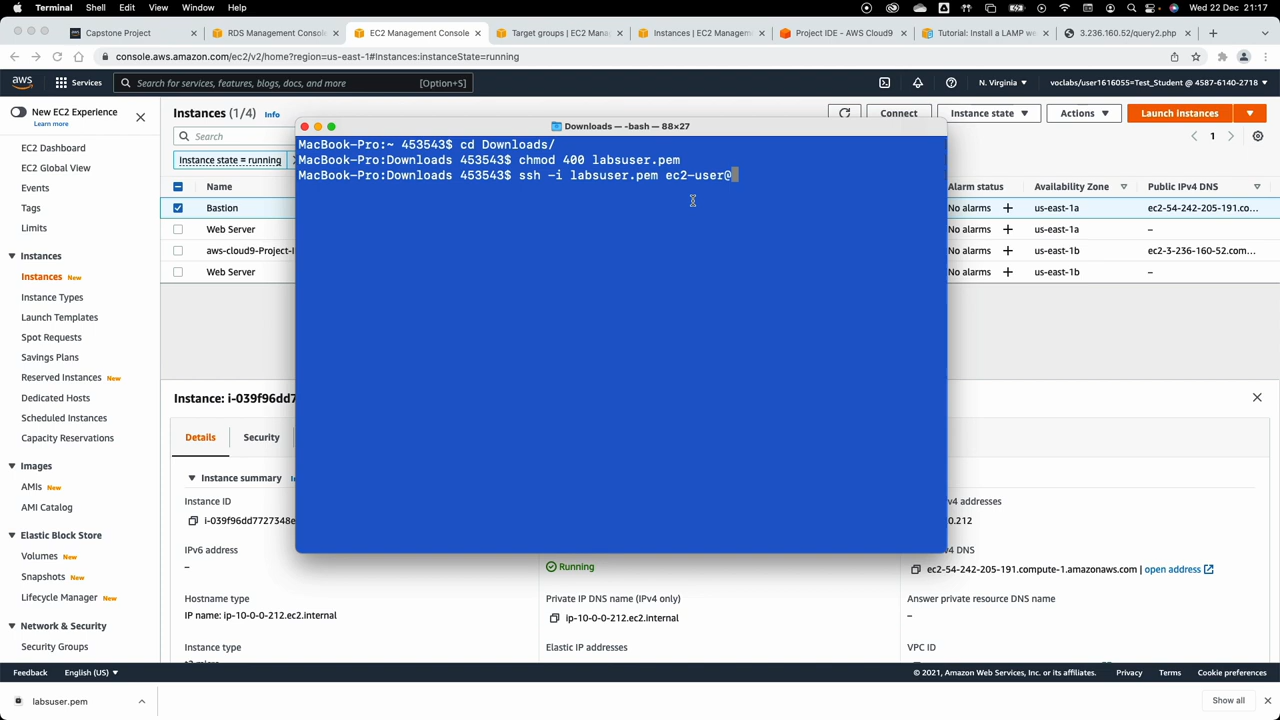 Shell Edit View Window Help Wed 22 Dec 21:17
Capstone Project
RDS Management Conso
EC2 Management Console
Target groups | EC2 Mana
Instances | EC2 Managem
Project IDE - AWS Cloud9
Tutorial: Install a LAMP we
3.236.160.52/query2.php
console.aws.amazon.com/ec2/v2/home?region=us-east-1#Instances:instanceState=running
aws Services Search for services, features, blogs, docs, and more [Option+S] N. Virginia ▼ voclabs/user1616055=Test_Student @ 4587-6140-2718 ▼
New EC2 Experience
Learn more
EC2 Dashboard
EC2 Global View
Events
Tags
Limits
Instances
Instances New
Instance Types
Launch Templates
Spot Requests
Savings Plans
Reserved Instances New
Dedicated Hosts
Scheduled Instances
Capacity Reservations
Images
AMIs New
AMI Catalog
Elastic Block Store
Volumes New
Snapshots New
Lifecycle Manager New
Network & Security
Security Groups
Instances (1/4) Info
Connect Instance state ▼ Actions ▼ Launch Instances ▼
Search
Instance state = running
1
Alarm status Availability Zone Public IPv4 DNS
Bastion No alarms + us-east-1a ec2-54-242-205-191.co...
Web Server No alarms + us-east-1a –
aws-cloud9-Project-I No alarms + us-east-1b ec2-3-236-160-52.com...
Web Server No alarms + us-east-1b –
Downloads — -bash — 88×27
MacBook-Pro:~ 453543$ cd Downloads/
MacBook-Pro:Downloads 453543$ chmod 400 labsuser.pem
MacBook-Pro:Downloads 453543$ ssh -i labsuser.pem ec2-user@
Instance: i-039f96dd7
Details Security
Instance summary
Instance ID
i-039f96dd7727348e
v4 addresses
0.212
IPv6 address
–
Running
v4 DNS
ec2-54-242-205-191.compute-1.amazonaws.com | open address
Hostname type
IP name: ip-10-0-0-212.ec2.internal
Private IP DNS name (IPv4 only)
ip-10-0-0-212.ec2.internal
Answer private resource DNS name
–
Instance type
Elastic IP addresses
VPC ID
Feedback English (US) ▼ © 2021, Amazon Web Services, Inc. or its affiliates. Privacy Terms Cookie preferences
labsuser.pem Show all